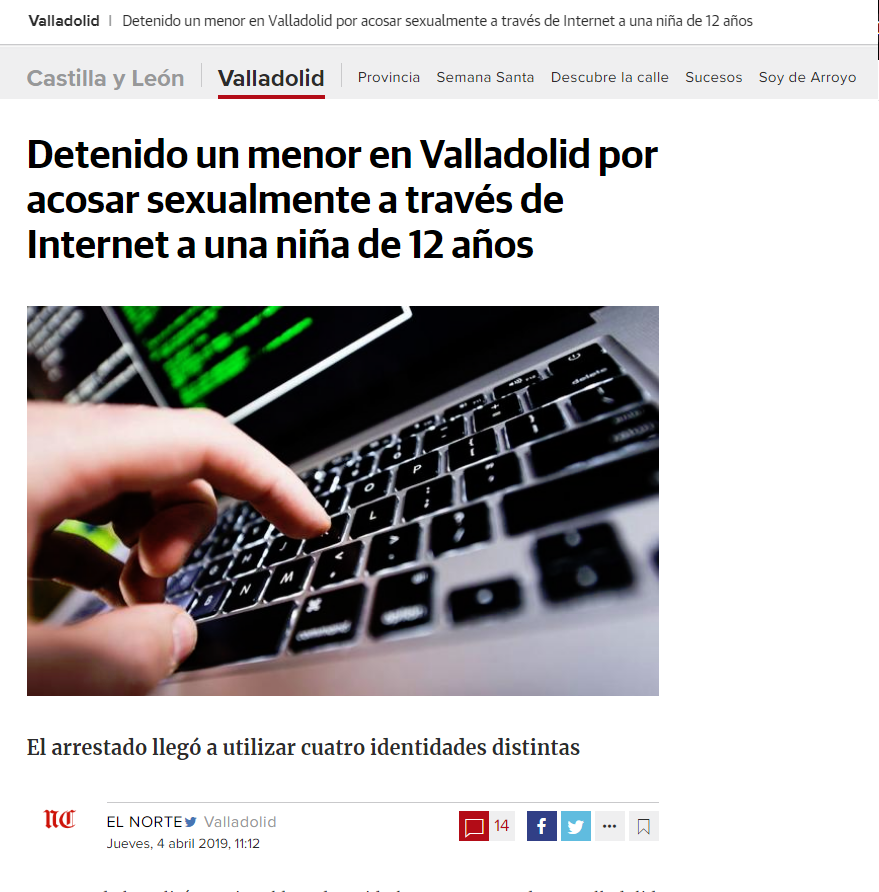 Valladolid | Detenido un menor en Valladolid por acosar sexualmente a través de Internet a una niña de 12 años
Castilla y León | Valladolid | Provincia Semana Santa Descubre la calle Sucesos Soy de Arroyo
Detenido un menor en Valladolid por
acosar sexualmente a través de
Internet a una niña de 12 años
delete
P
O
L
J
H
M
N
B
command
El arrestado llegó a utilizar cuatro identidades distintas
NC
EL NORTE Valladolid
14
Jueves, 4 abril 2019, 11:12